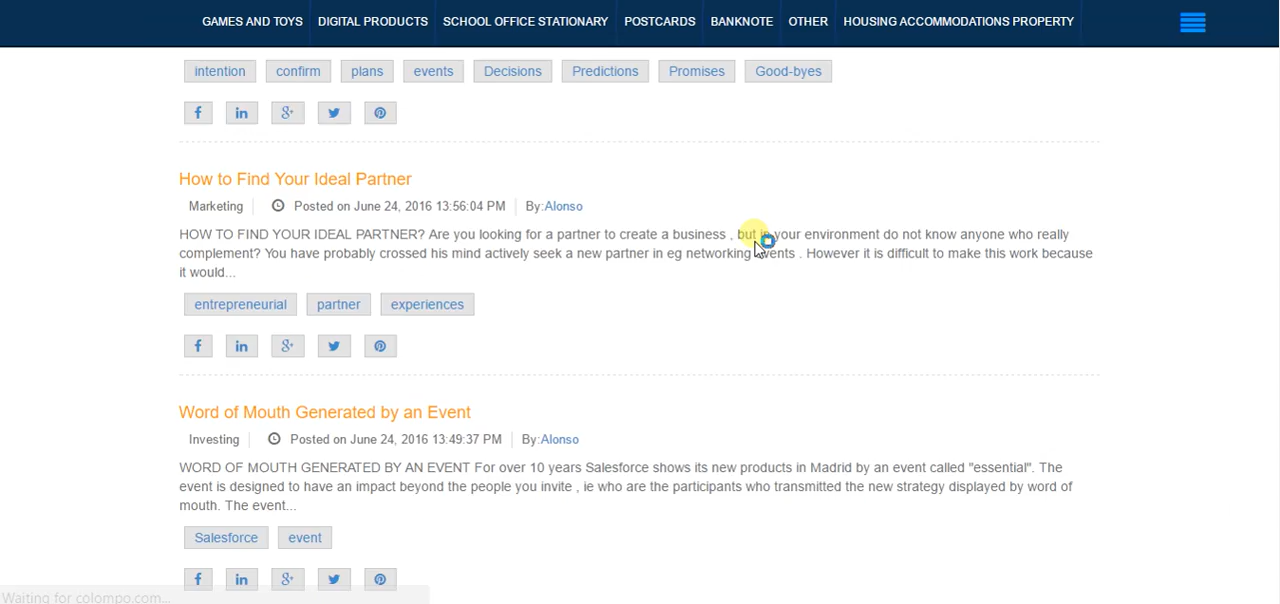 GAMES AND TOYS DIGITAL PRODUCTS SCHOOL OFFICE STATIONARY POSTCARDS BANKNOTE OTHER HOUSING ACCOMMODATIONS PROPERTY
intention confirm plans events Decisions Predictions Promises Good-byes
How to Find Your Ideal Partner
Marketing Posted on June 24, 2016 13:56:04 PM By:Alonso
HOW TO FIND YOUR IDEAL PARTNER? Are you looking for a partner to create a business , but in your environment do not know anyone who really
complement? You have probably crossed his mind actively seek a new partner in eg networking events . However it is difficult to make this work because
it would...
entrepreneurial partner experiences
Word of Mouth Generated by an Event
Investing Posted on June 24, 2016 13:49:37 PM By:Alonso
WORD OF MOUTH GENERATED BY AN EVENT For over 10 years Salesforce shows its new products in Madrid by an event called "essential". The
event is designed to have an impact beyond the people you invite , ie who are the participants who transmitted the new strategy displayed by word of
mouth. The event...
Salesforce event
Waiting for colompo.com...